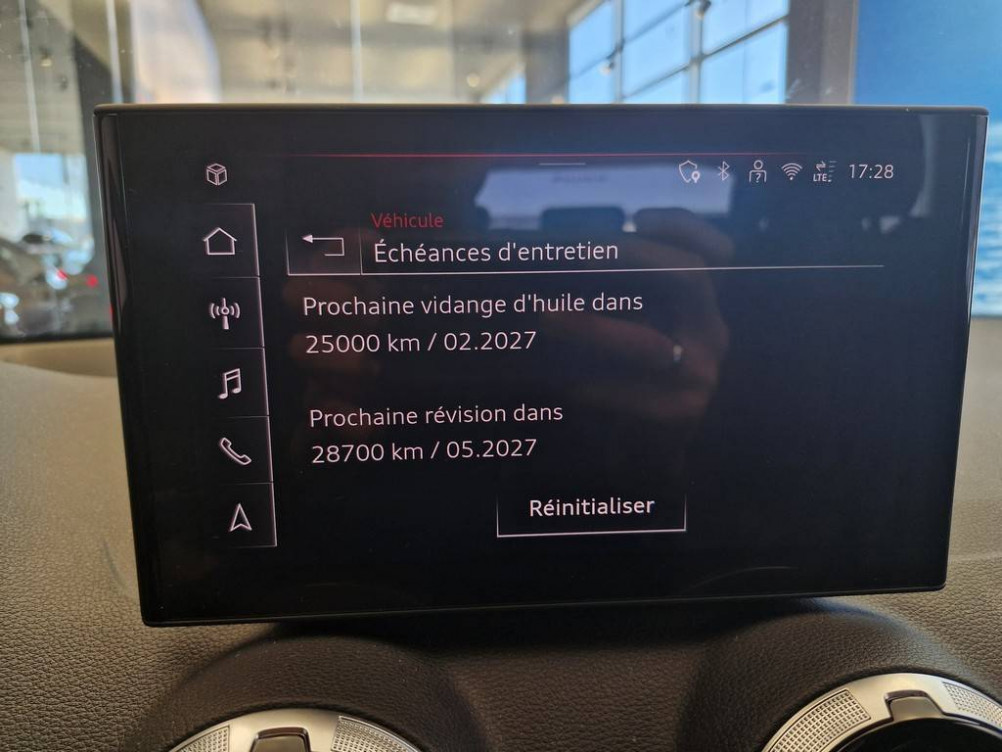 LTE 17:28
Véhicule
Échéances d'entretien
Prochaine vidange d'huile dans
25000 km / 02.2027
Prochaine révision dans
28700 km / 05.2027
Réinitialiser